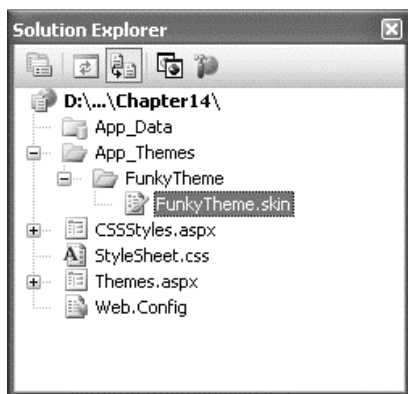 Solution Explorer
D:\...\Chapter14\
App_Data
App_Themes
FunkyTheme
FunkyTheme.skin
CSSStyles.aspx
StyleSheet.css
Themes.aspx
Web.Config